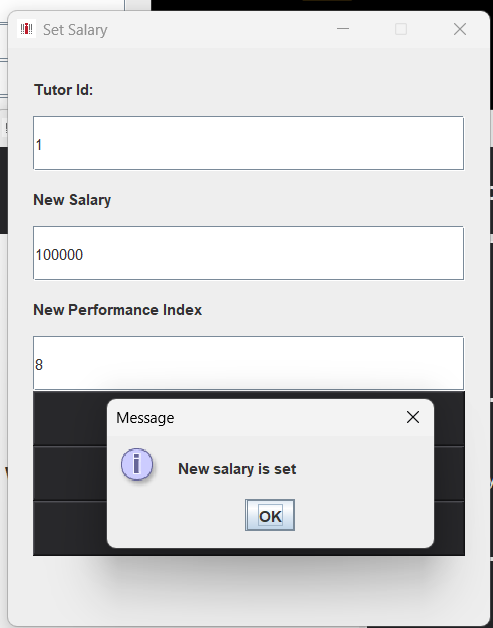 Set Salary
Tutor Id:
1
New Salary
100000
New Performance Index
8
Message
New salary is set
OK